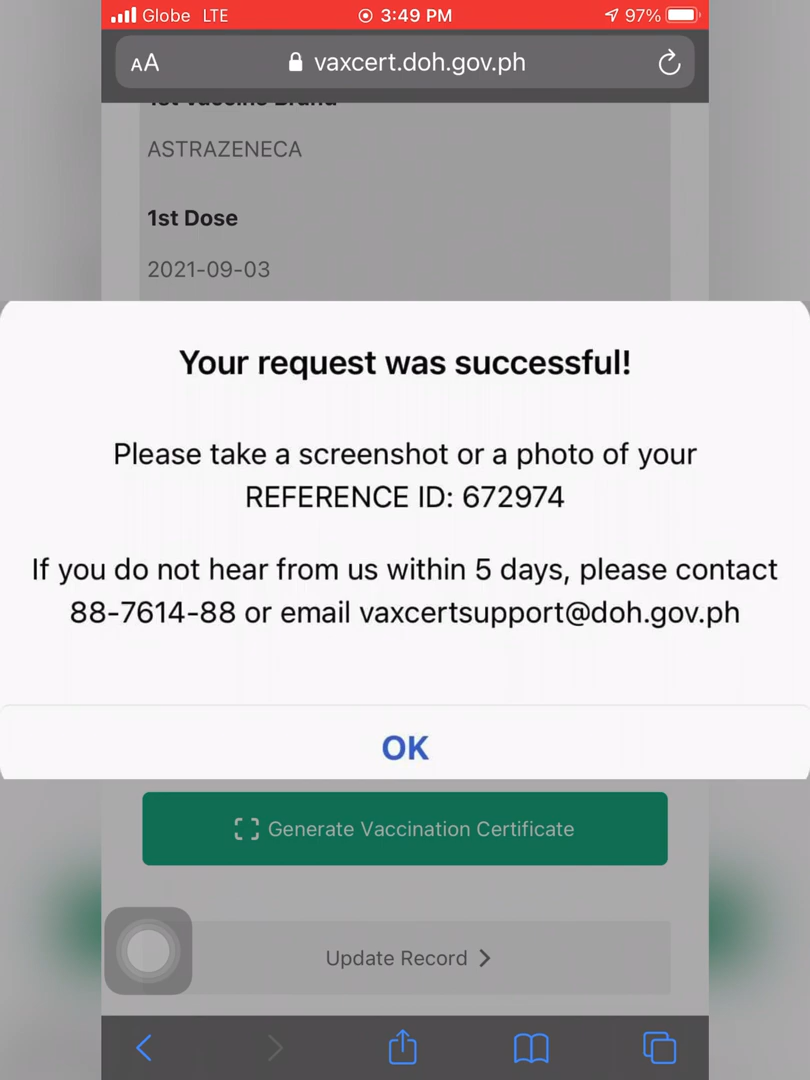 Globe LTE 3:49 PM 97%
AA vaxcert.doh.gov.ph
1st Vaccine Brand
ASTRAZENECA
1st Dose
2021-09-03
Your request was successful!
Please take a screenshot or a photo of your
REFERENCE ID: 672974
If you do not hear from us within 5 days, please contact
88-7614-88 or email vaxcertsupport@doh.gov.ph
OK
Generate Vaccination Certificate
Update Record